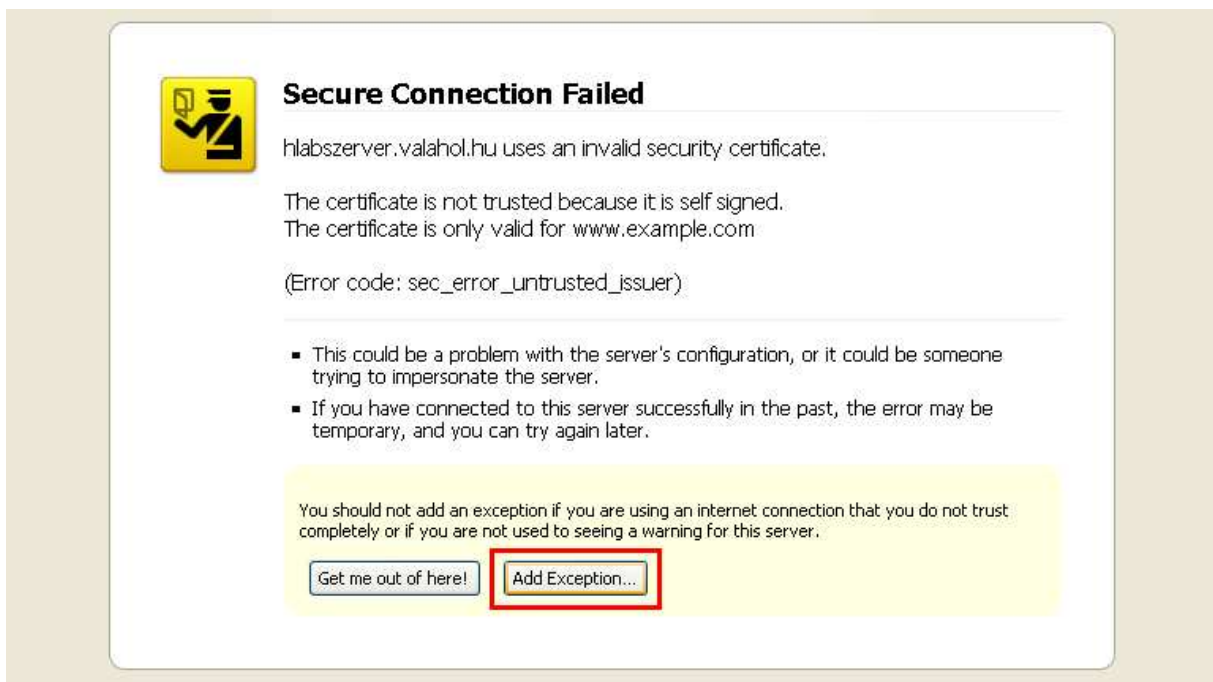 Secure Connection Failed
hlabszerver.valahol.hu uses an invalid security certificate.
The certificate is not trusted because it is self signed.
The certificate is only valid for www.example.com
(Error code: sec_error_untrusted_issuer)
▪ This could be a problem with the server's configuration, or it could be someone
trying to impersonate the server.
▪ If you have connected to this server successfully in the past, the error may be
temporary, and you can try again later.
You should not add an exception if you are using an internet connection that you do not trust
completely or if you are not used to seeing a warning for this server.
Get me out of here! Add Exception...